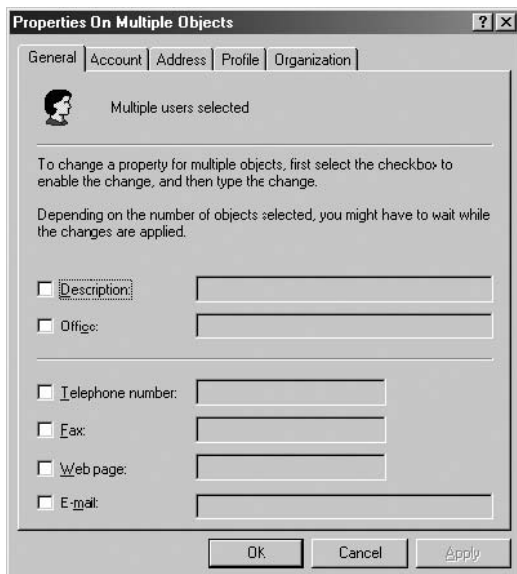 Properties On Multiple Objects
General Account Address Profile Organization
Multiple users selected
To change a property for multiple objects, first select the checkbox to
enable the change, and then type the change.
Depending on the number of objects selected, you might have to wait while
the changes are applied.
Description:
Office:
Telephone number:
Fax:
Web page:
E-mail:
OK Cancel Apply